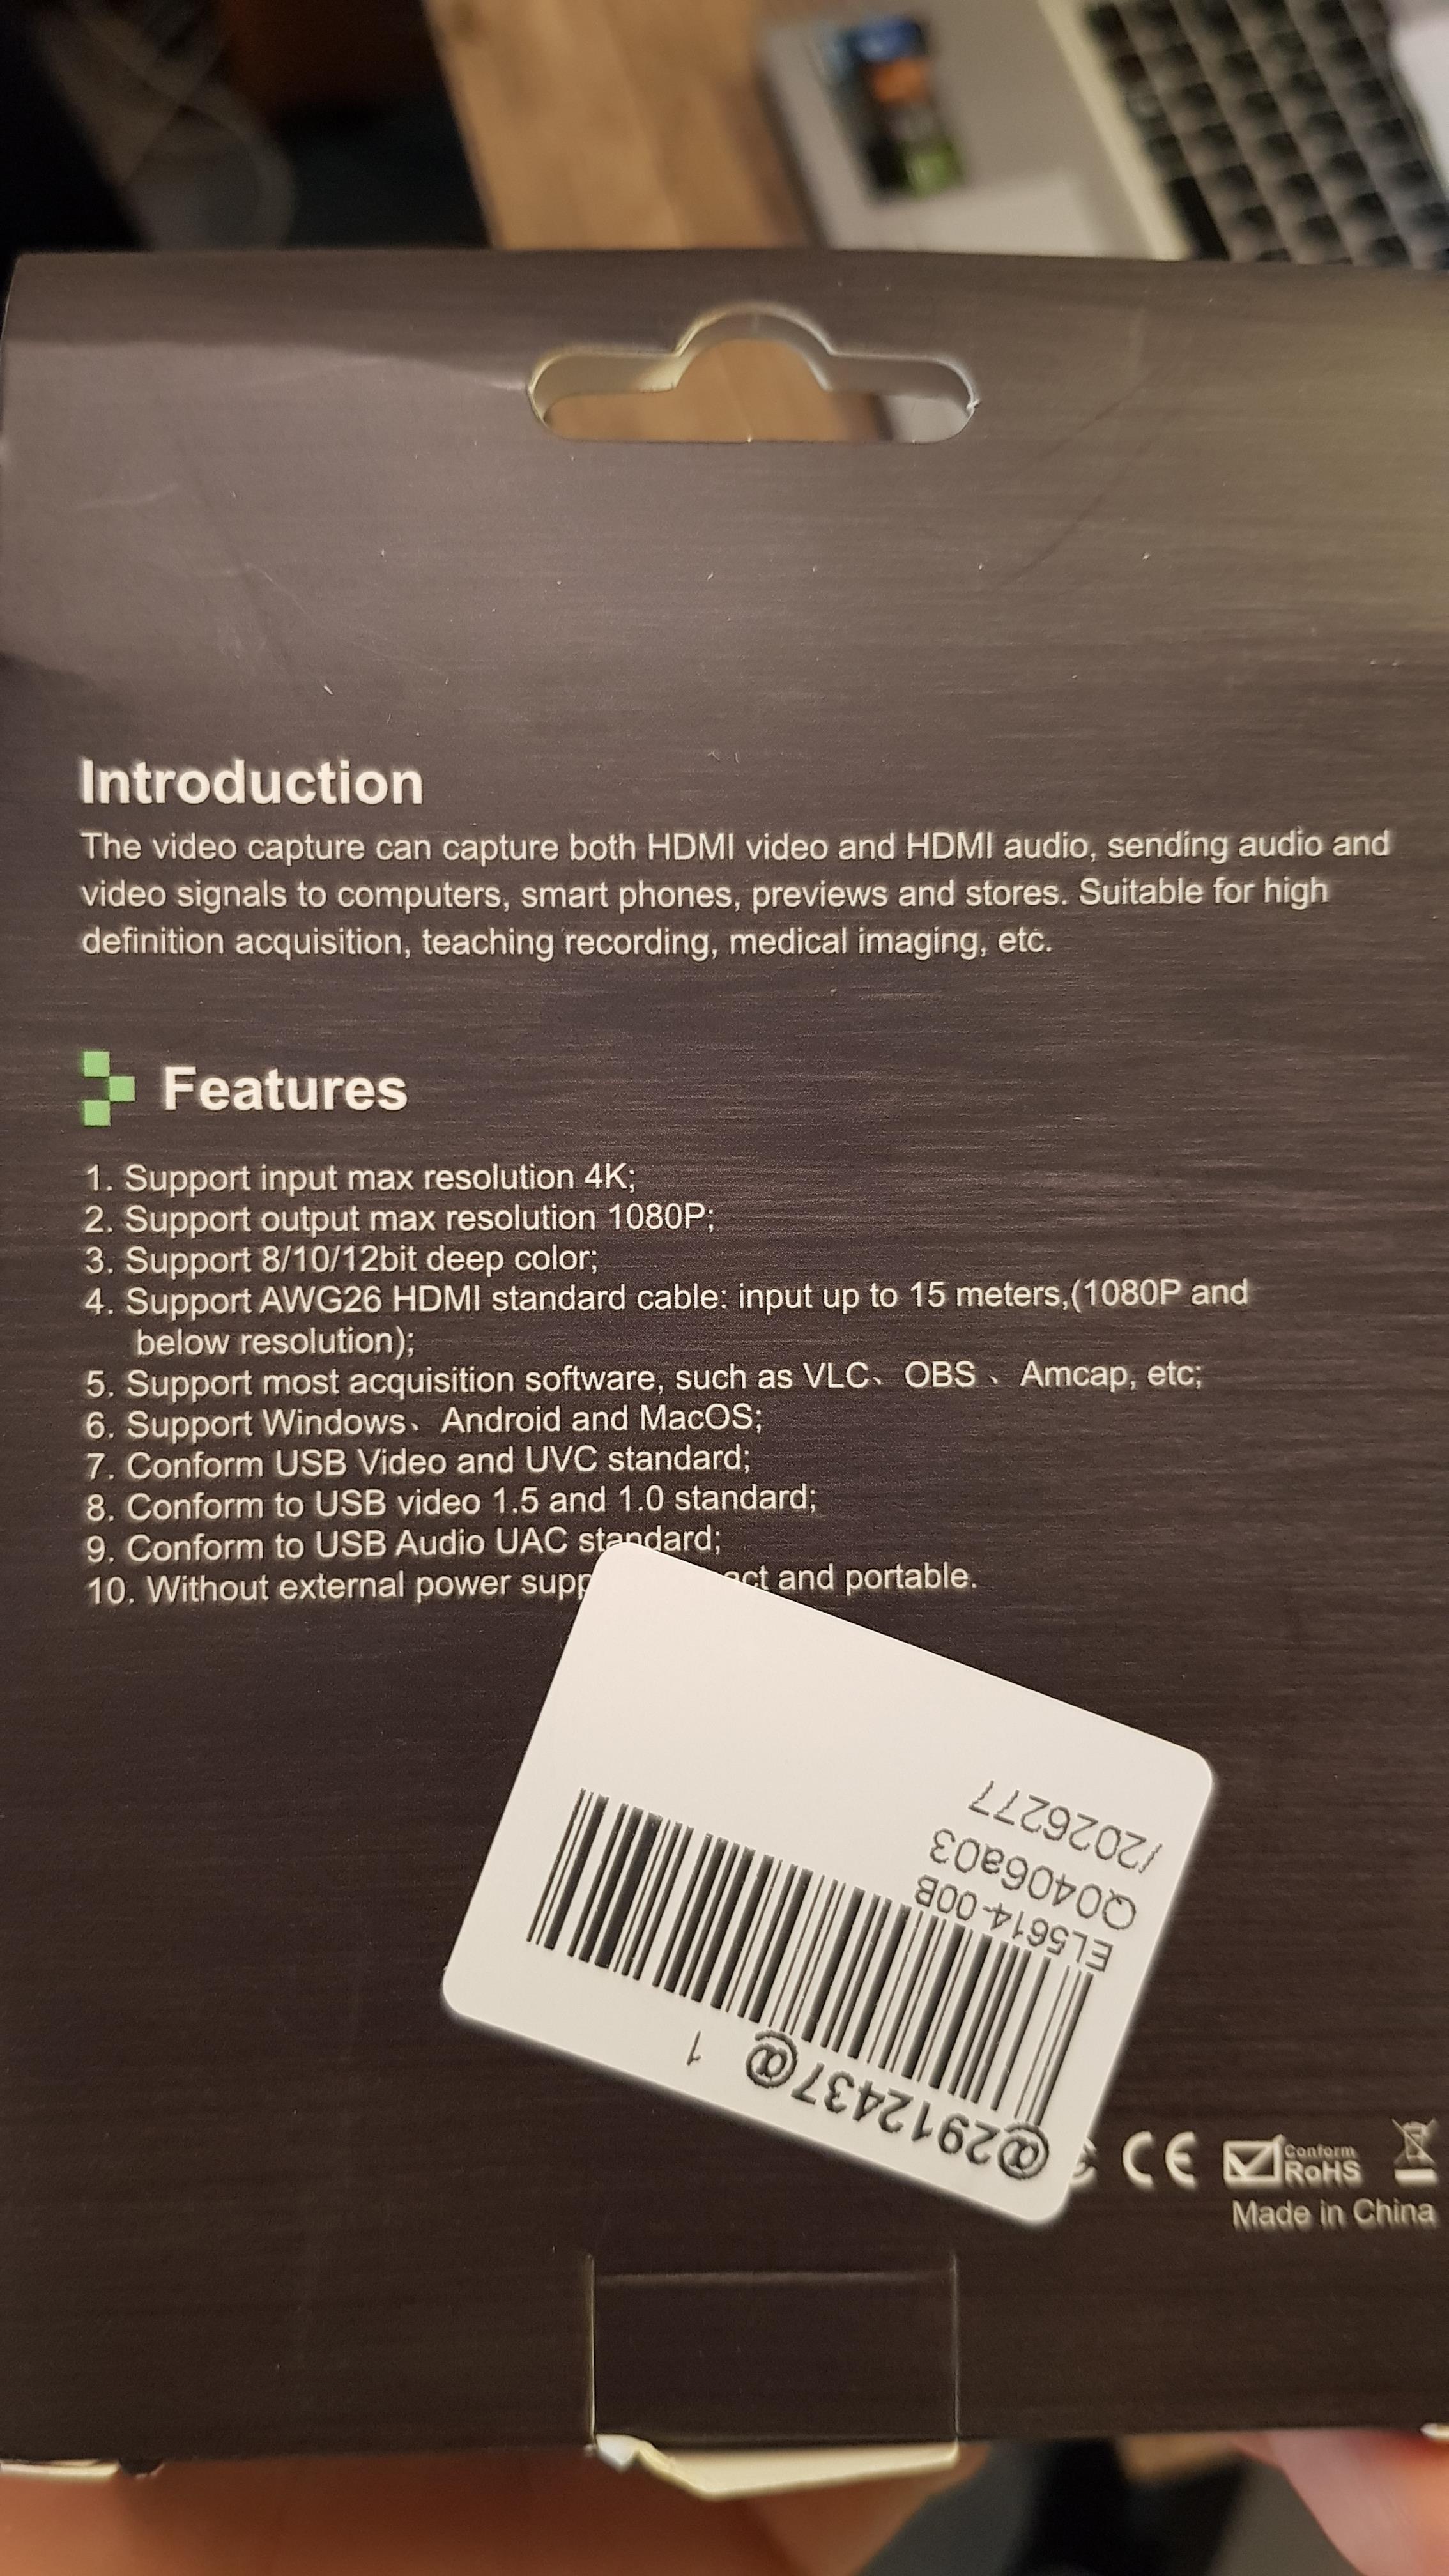 Introduction
The video capture can capture both HDMI video and HDMI audio, sending audio and
video signals to computers, smart phones, previews and stores. Suitable for high
definition acquisition, teaching recording, medical imaging, etc.
Features
1. Support input max resolution 4K;
2. Support output max resolution 1080P;
3. Support 8/10/12bit deep color;
4. Support AWG26 HDMI standard cable: input up to 15 meters,(1080P and
below resolution);
5. Support most acquisition software, such as VLC、OBS 、Amcap, etc;
6. Support Windows、Android and MacOS;
7. Conform USB Video and UVC standard;
8. Conform to USB video 1.5 and 1.0 standard;
9. Conform to USB Audio UAC standard;
10. Without external power and portable.
@2912437@ 1
EL5614-00B
Q0406a03
/2026277
CE
Conform
RoHS
Made in China